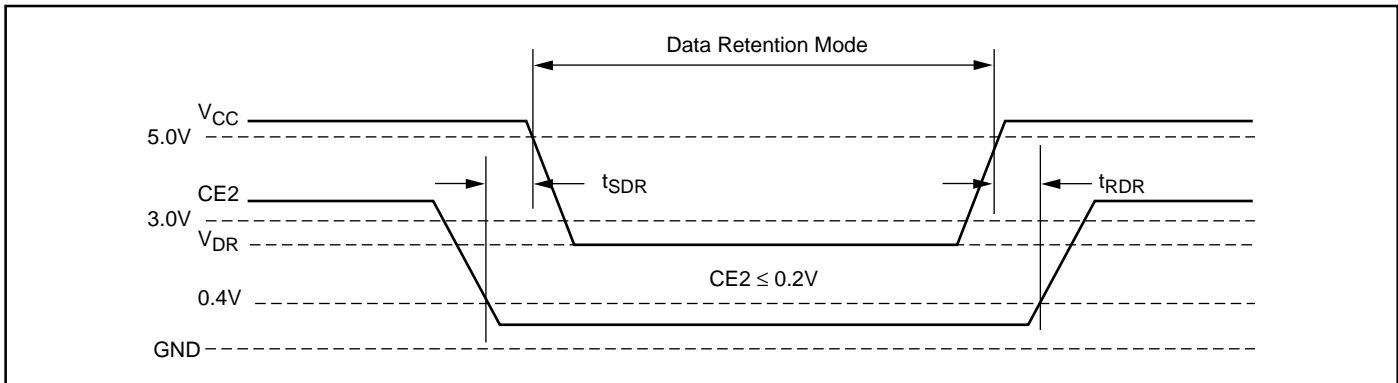 Data Retention Mode
VCC
5.0V
tSDR
tRDR
CE2
3.0V
VDR
CE2 ≤ 0.2V
0.4V
GND